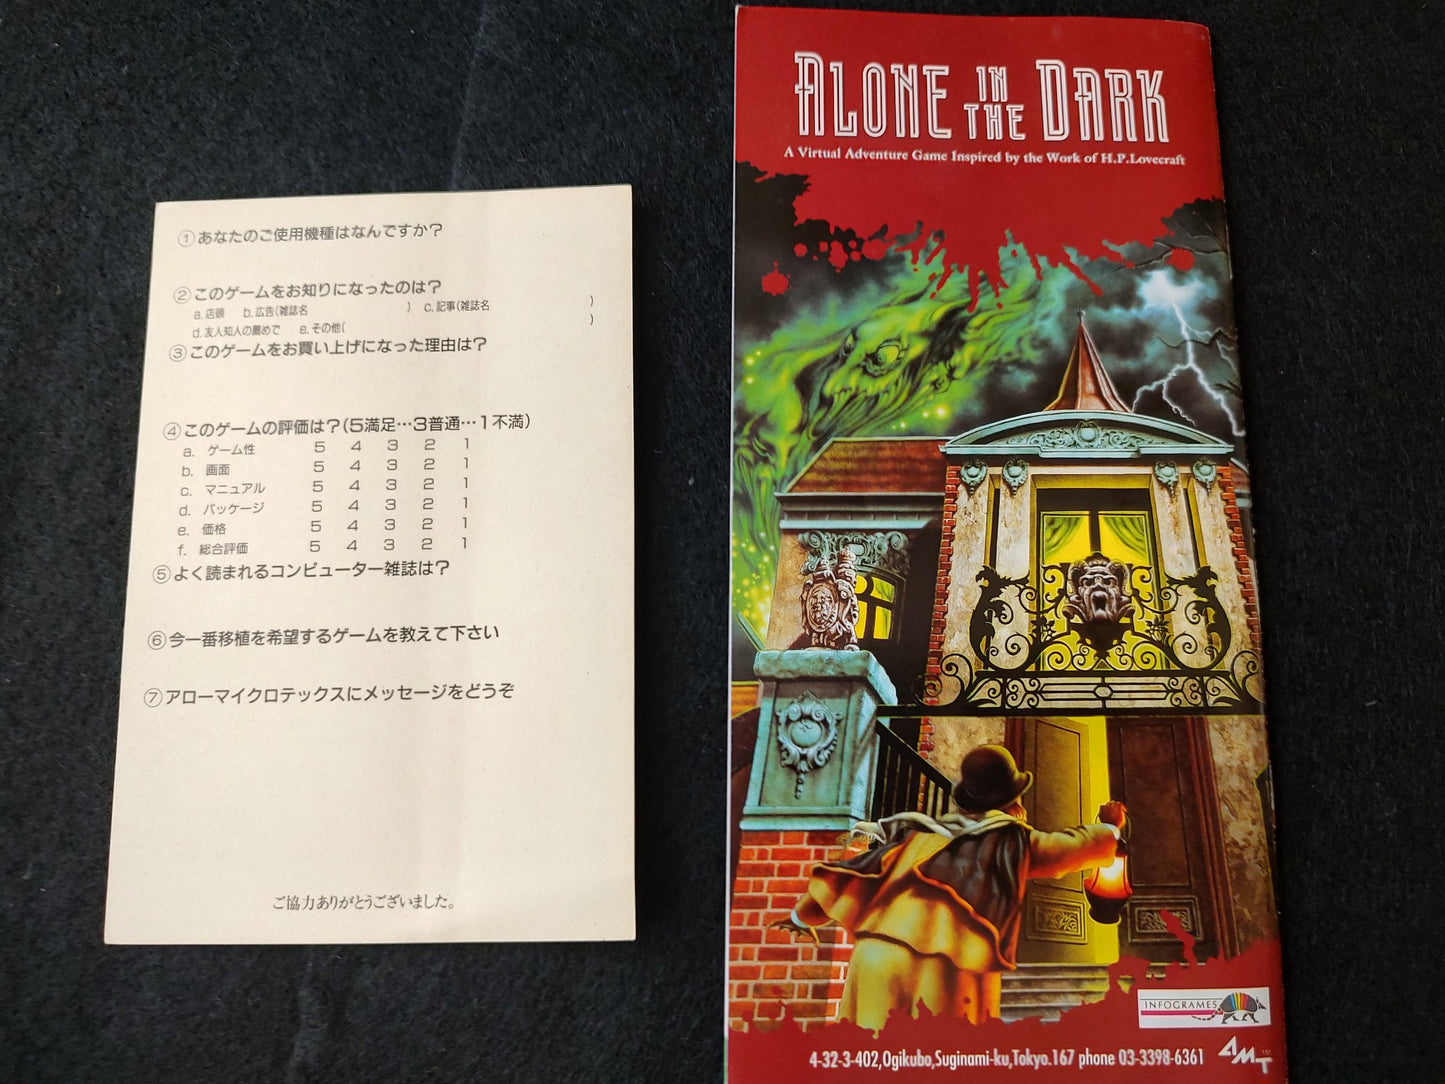 ①あなたのご使用機種はなんですか？
②このゲームをお知りになったのは？
a.店頭 b.広告(雑誌名 ) c.記事(雑誌名 )
d.友人知人の薦めで e.その他( )
③このゲームをお買い上げになった理由は？
④このゲームの評価は？(5満足…3普通…1不満)
a. ゲーム性 5 4 3 2 1
b. 画面 5 4 3 2 1
c. マニュアル 5 4 3 2 1
d. パッケージ 5 4 3 2 1
e. 価格 5 4 3 2 1
f. 総合評価 5 4 3 2 1
⑤よく読まれるコンピューター雑誌は？
⑥今一番移植を希望するゲームを教えて下さい
⑦アローマイクロテックスにメッセージをどうぞ
ご協力ありがとうございました。
ALONE IN THE DARK
A Virtual Adventure Game Inspired by the Work of H.P.Lovecraft
INFOGRAMES
4-32-3-402,Ogikubo,Suginami-ku,Tokyo.167 phone 03-3398-6361
AMT